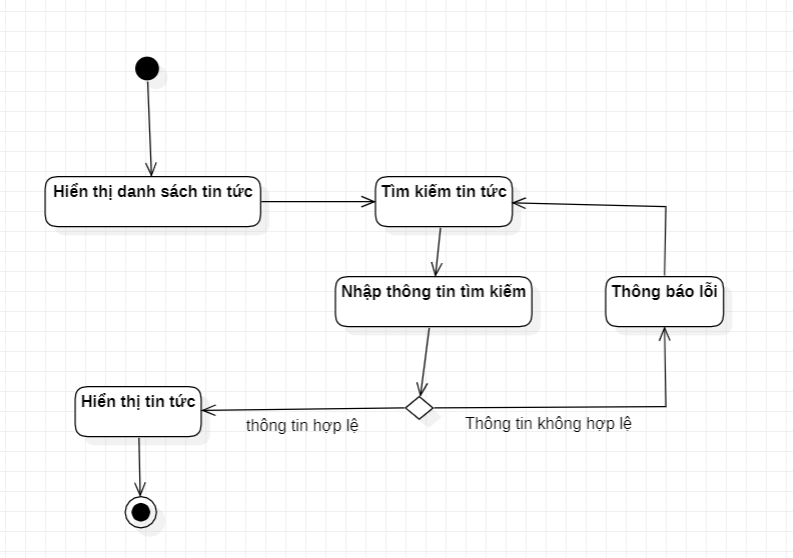 Hiển thị danh sách tin tức
Tìm kiếm tin tức
Nhập thông tin tìm kiếm
Thông báo lỗi
Hiển thị tin tức
thông tin hợp lệ
Thông tin không hợp lệ